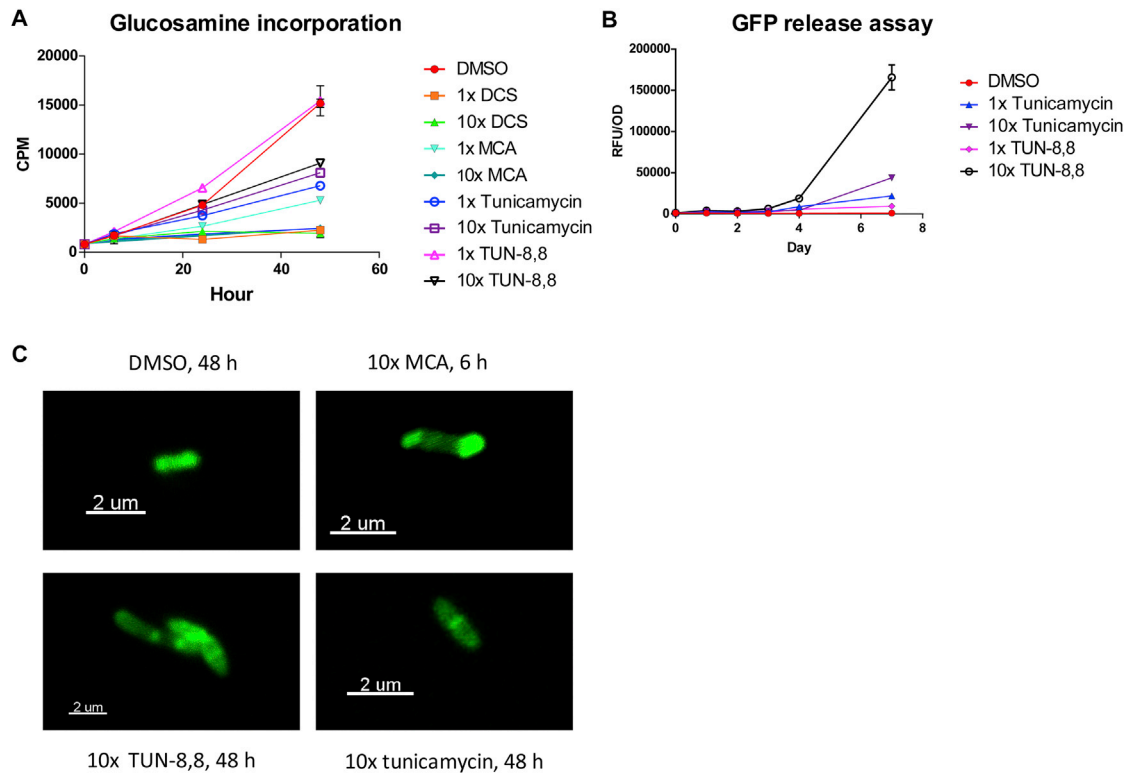 A
Glucosamine incorporation
20000
15000
10000
5000
0
CPM
0
20
40
60
Hour
DMSO
1x DCS
10x DCS
1x MCA
10x MCA
1x Tunicamycin
10x Tunicamycin
1x TUN-8,8
10x TUN-8,8
B
GFP release assay
200000
150000
100000
50000
0
RFU/OD
0
2
4
6
8
Day
DMSO
1x Tunicamycin
10x Tunicamycin
1x TUN-8,8
10x TUN-8,8
C
DMSO, 48 h
10x MCA, 6 h
2 um
2 um
2 um
2 um
10x TUN-8,8, 48 h
10x tunicamycin, 48 h